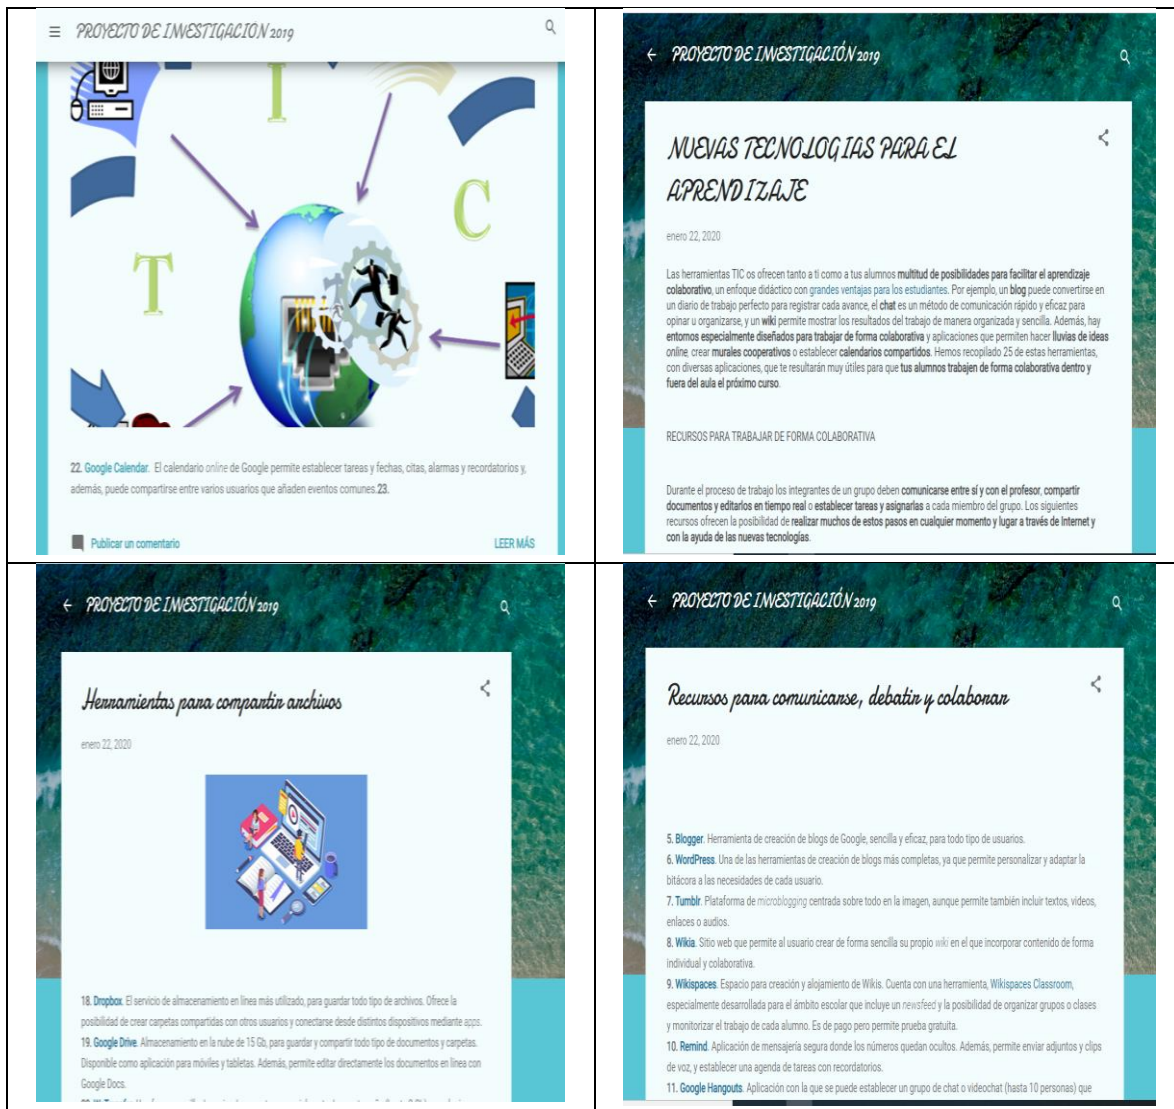 PROYECTO DE INVESTIGACIÓN 2019
I
C
T
22. Google Calendar. El calendario online de Google permite establecer tareas y fechas, citas, alarmas y recordatorios y,
además, puede compartirse entre varios usuarios que añaden eventos comunes.23.
Publicar un comentario
LEER MÁS
PROYECTO DE INVESTIGACIÓN 2019
NUEVAS TECNOLOGIAS PARA EL
APRENDIZAJE
enero 22, 2020
Las herramientas TIC os ofrecen tanto a ti como a tus alumnos multitud de posibilidades para facilitar el aprendizaje
colaborativo, un enfoque didáctico con grandes ventajas para los estudiantes. Por ejemplo, un blog puede convertirse en
un diario de trabajo perfecto para registrar cada avance, el chat es un método de comunicación rápido y eficaz para
opinar u organizarse, y un wiki permite mostrar los resultados del trabajo de manera organizada y sencilla. Además, hay
entornos especialmente diseñados para trabajar de forma colaborativa y aplicaciones que permiten hacer lluvias de ideas
online, crear murales cooperativos o establecer calendarios compartidos. Hemos recopilado 25 de estas herramientas,
con diversas aplicaciones, que te resultarán muy útiles para que tus alumnos trabajen de forma colaborativa dentro y
fuera del aula el próximo curso.
RECURSOS PARA TRABAJAR DE FORMA COLABORATIVA
Durante el proceso de trabajo los integrantes de un grupo deben comunicarse entre sí y con el profesor, compartir
documentos y editarlos en tiempo real o establecer tareas y asignarlas a cada miembro del grupo. Los siguientes
recursos ofrecen la posibilidad de realizar muchos de estos pasos en cualquier momento y lugar a través de Internet y
con la ayuda de las nuevas tecnologías.
PROYECTO DE INVESTIGACIÓN 2019
Herramientas para compartir archivos
enero 22, 2020
18. Dropbox. El servicio de almacenamiento en línea más utilizado, para guardar todo tipo de archivos. Ofrece la
posibilidad de crear carpetas compartidas con otros usuarios y conectarse desde distintos dispositivos mediante apps.
19. Google Drive. Almacenamiento en la nube de 15 Gb, para guardar y compartir todo tipo de documentos y carpetas.
Disponible como aplicación para móviles y tabletas. Además, permite editar directamente los documentos en línea con
Google Docs.
PROYECTO DE INVESTIGACIÓN 2019
Recursos para comunicarse, debatir y colaborar
enero 22, 2020
5. Blogger. Herramienta de creación de blogs de Google, sencilla y eficaz, para todo tipo de usuarios.
6. WordPress. Una de las herramientas de creación de blogs más completas, ya que permite personalizar y adaptar la
bitácora a las necesidades de cada usuario.
7. Tumblr. Plataforma de microblogging centrada sobre todo en la imagen, aunque permite también incluir textos, videos,
enlaces o audios.
8. Wikia. Sitio web que permite al usuario crear de forma sencilla su propio wiki en el que incorporar contenido de forma
individual y colaborativa.
9. Wikispaces. Espacio para creación y alojamiento de Wikis. Cuenta con una herramienta, Wikispaces Classroom,
especialmente desarrollada para el ámbito escolar que incluye un newsfeed y la posibilidad de organizar grupos o clases
y monitorizar el trabajo de cada alumno. Es de pago pero permite prueba gratuita.
10. Remind. Aplicación de mensajería segura donde los números quedan ocultos. Además, permite enviar adjuntos y clips
de voz, y establecer una agenda de tareas con recordatorios.
11. Google Hangouts. Aplicación con la que se puede establecer un grupo de chat o videochat (hasta 10 personas) que